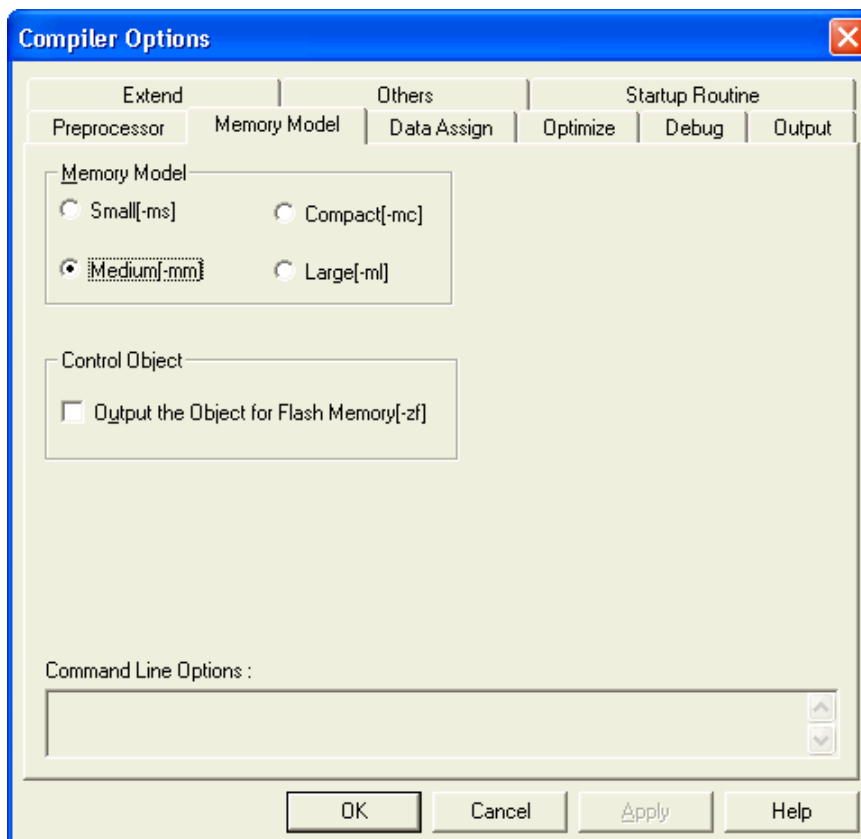 Compiler Options
Extend Others Startup Routine
Preprocessor Memory Model Data Assign Optimize Debug Output
Memory Model
Small[-ms] Compact[-mc]
Medium[-mm] Large[-ml]
Control Object
Output the Object for Flash Memory[-zf]
Command Line Options :
OK Cancel Apply Help